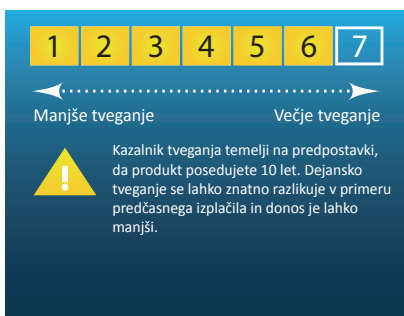 1 2 3 4 5 6 7
Manjše tveganje Večje tveganje
!
Kazalnik tveganja temelji na predpostavki,
da produkt posedujete 10 let. Dejansko
tveganje se lahko znatno razlikuje v primeru
predčasnega izplačila in donos je lahko
manjši.